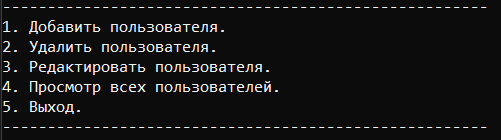 -------------------------------------------------------
1. Добавить пользователя.
2. Удалить пользователя.
3. Редактировать пользователя.
4. Просмотр всех пользователей.
5. Выход.
-------------------------------------------------------